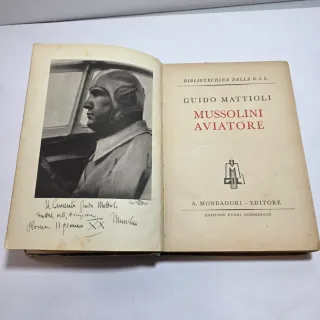 Al Camerata Guido Mattioli
Mussolini
Roma 11 gennaio XX
BIBLIOTECHINA DELLA G.I.L.
GUIDO MATTIOLI
MUSSOLINI
AVIATORE
A. MONDADORI - EDITORE
EDIZIONE FUORI COMMERCIO